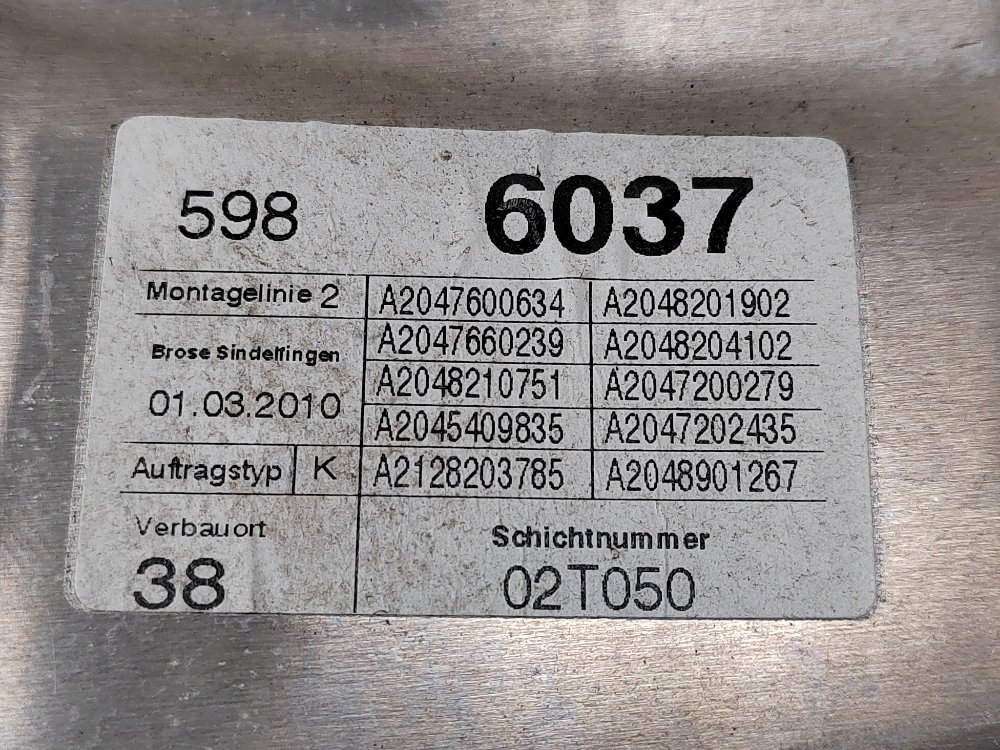 598 6037
Montagelinie 2 A2047600634 A2048201902
Brose Sindelfingen A2047660239 A2048204102
01.03.2010 A2048210751 A2047200279
A2045409835 A2047202435
Auftragstyp K A2128203785 A2048901267
Verbauort Schichtnummer
38 02T050